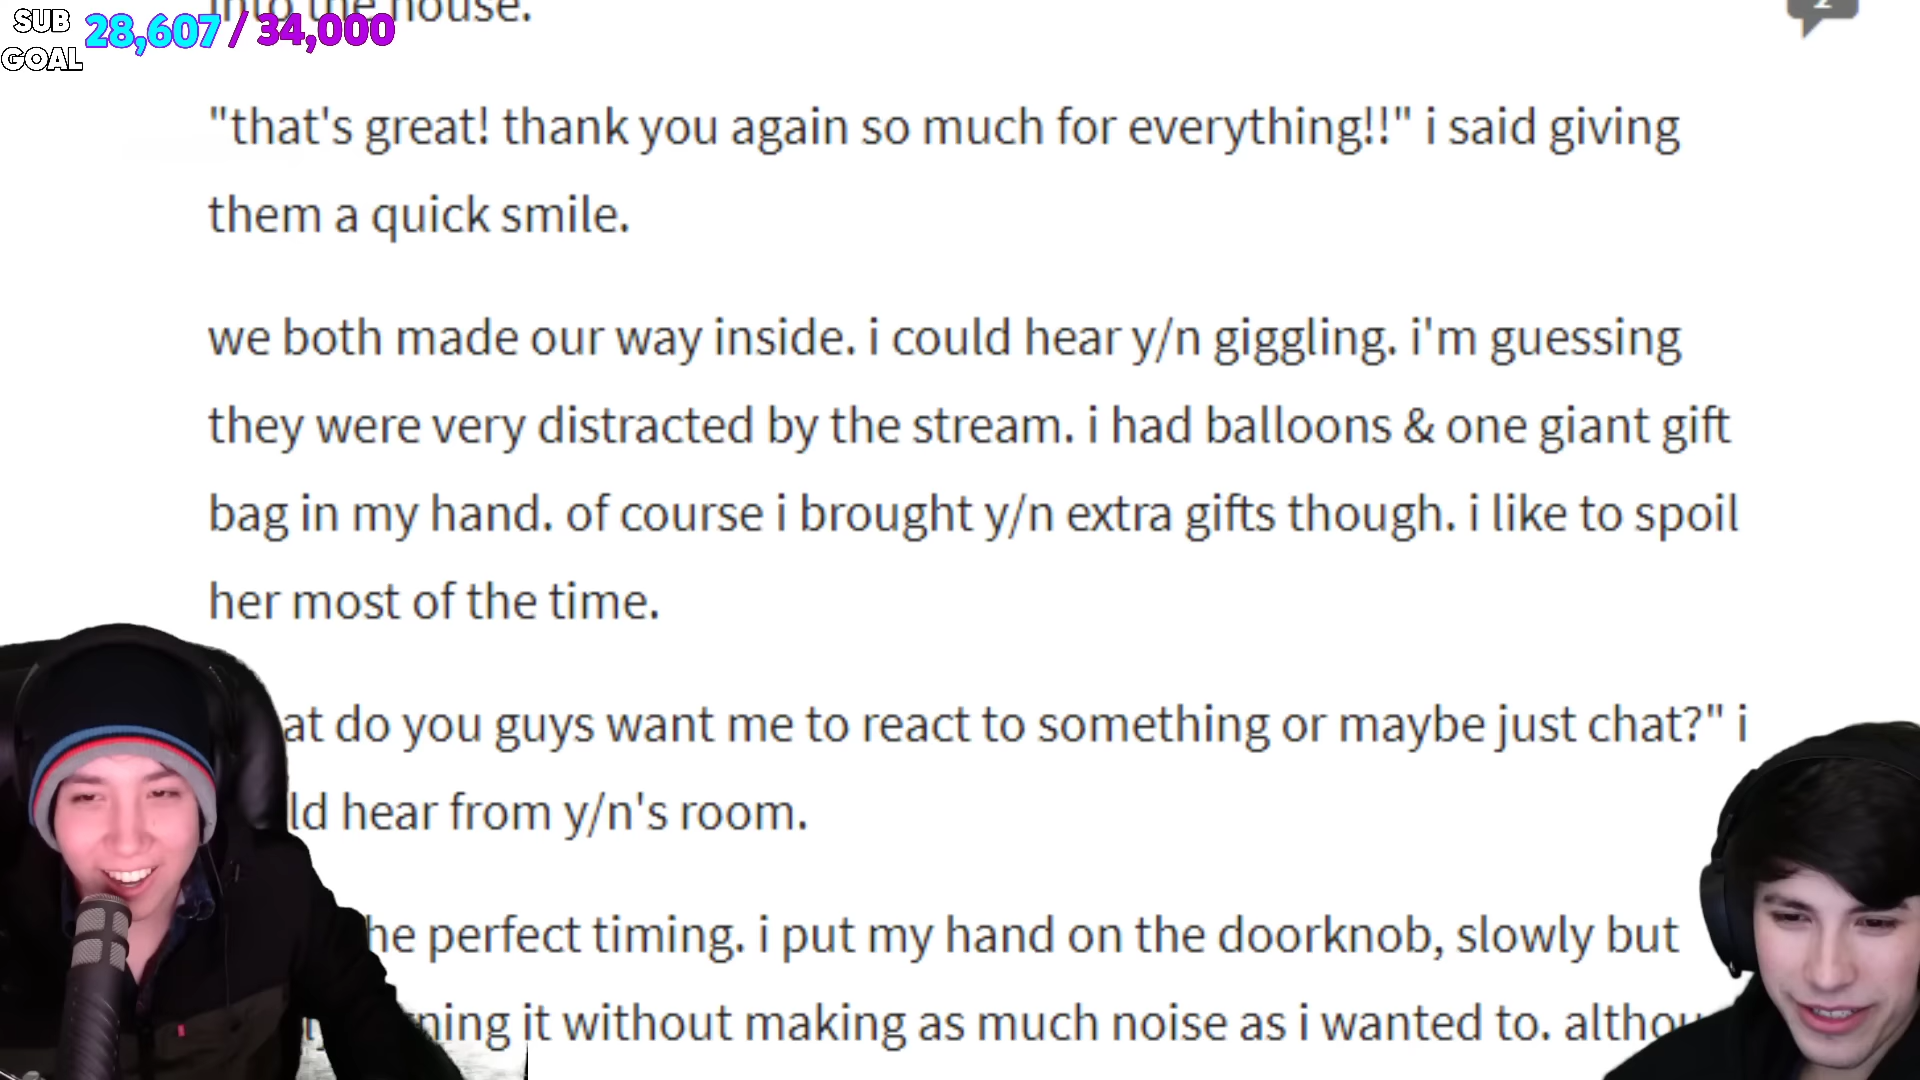 into the house.
SUB
GOAL
28,607 / 34,000
2
"that's great! thank you again so much for everything!!" i said giving
them a quick smile.
we both made our way inside. i could hear y/n giggling. i'm guessing
they were very distracted by the stream. i had balloons & one giant gift
bag in my hand. of course i brought y/n extra gifts though. i like to spoil
her most of the time.
at do you guys want me to react to something or maybe just chat?" i
ld hear from y/n's room.
he perfect timing. i put my hand on the doorknob, slowly but
ning it without making as much noise as i wanted to. althou